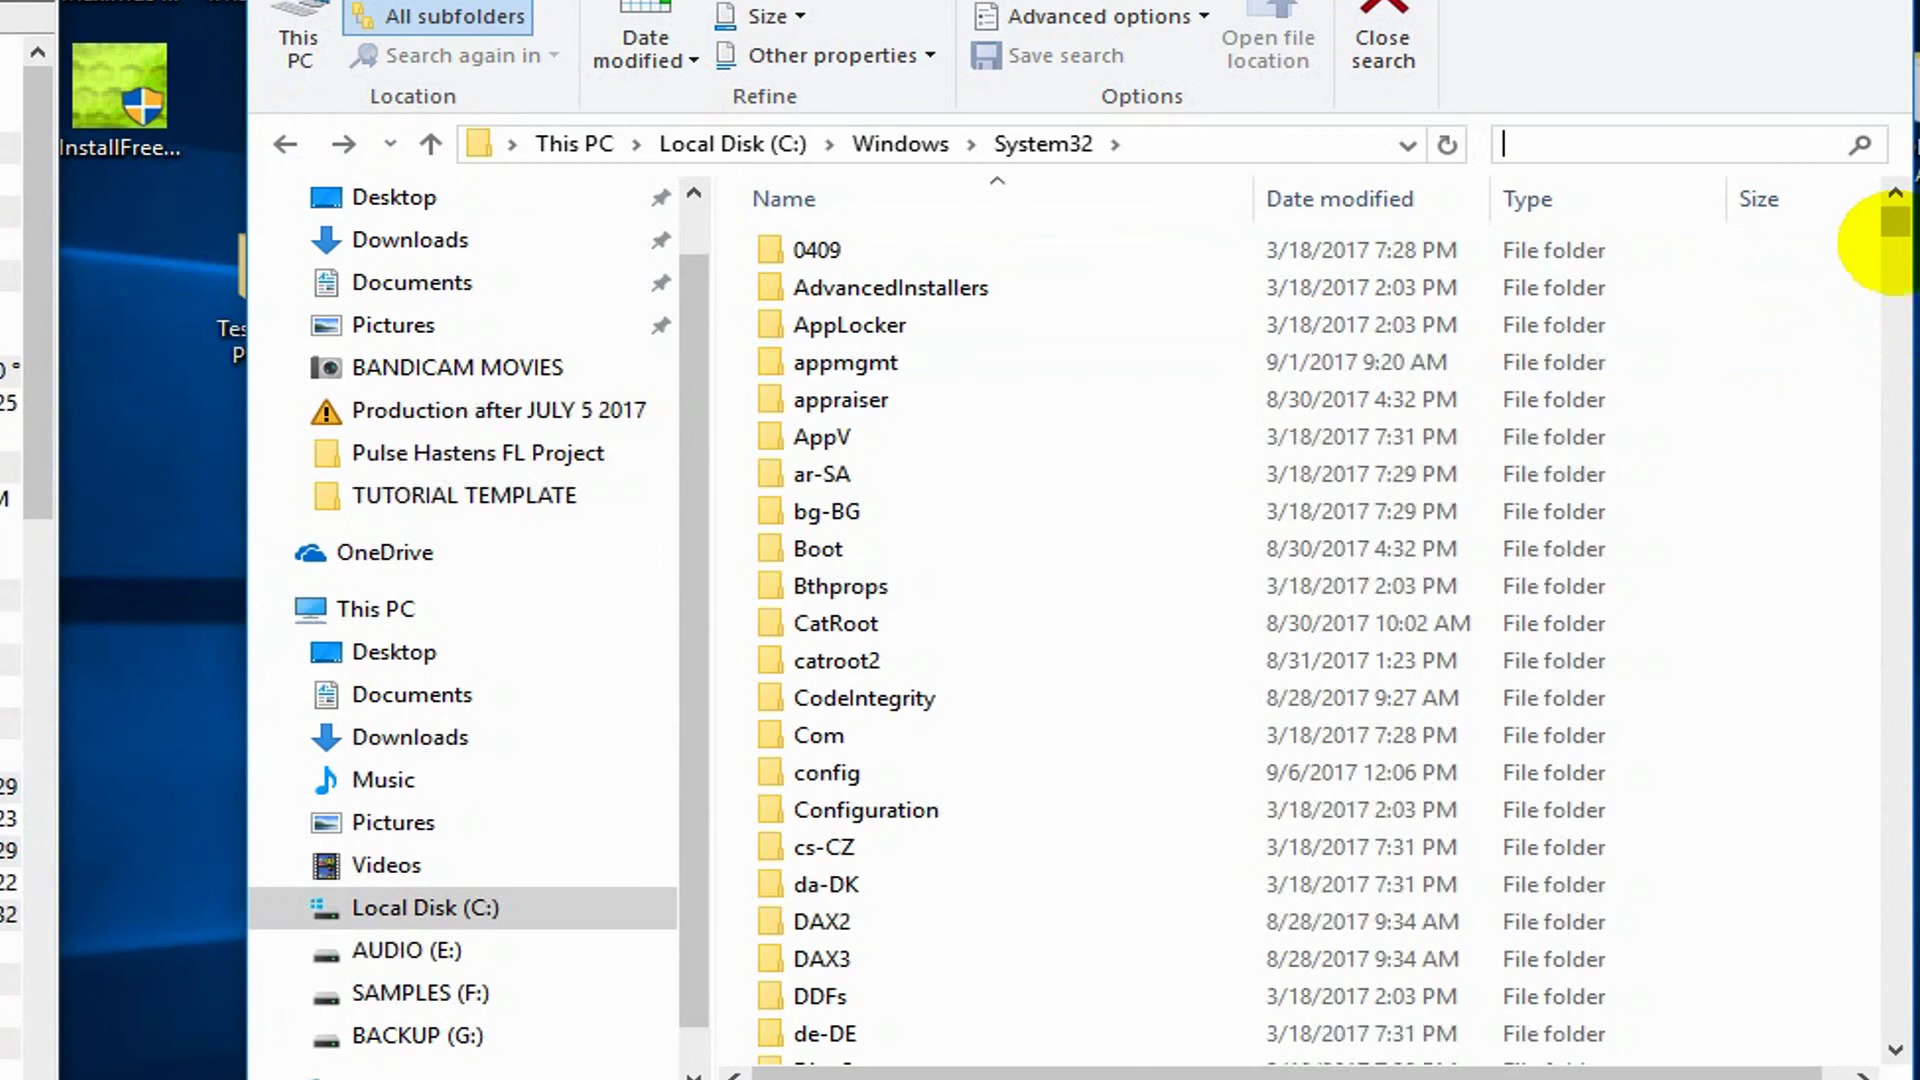 This PC
All subfolders
Search again in
Location
Date modified
Size
Other properties
Refine
Advanced options
Save search
Open file location
Options
Close search
InstallFree...
This PC
Local Disk (C:)
Windows
System32
Desktop
Downloads
Documents
Pictures
BANDICAM MOVIES
Production after JULY 5 2017
Pulse Hastens FL Project
TUTORIAL TEMPLATE
OneDrive
This PC
Desktop
Documents
Downloads
Music
Pictures
Videos
Local Disk (C:)
AUDIO (E:)
SAMPLES (F:)
BACKUP (G:)
Name Date modified Type Size
0409 3/18/2017 7:28 PM File folder
AdvancedInstallers 3/18/2017 2:03 PM File folder
AppLocker 3/18/2017 2:03 PM File folder
appmgmt 9/1/2017 9:20 AM File folder
appraiser 8/30/2017 4:32 PM File folder
AppV 3/18/2017 7:31 PM File folder
ar-SA 3/18/2017 7:29 PM File folder
bg-BG 3/18/2017 7:29 PM File folder
Boot 8/30/2017 4:32 PM File folder
Bthprops 3/18/2017 2:03 PM File folder
CatRoot 8/30/2017 10:02 AM File folder
catroot2 8/31/2017 1:23 PM File folder
CodeIntegrity 8/28/2017 9:27 AM File folder
Com 3/18/2017 7:28 PM File folder
config 9/6/2017 12:06 PM File folder
Configuration 3/18/2017 2:03 PM File folder
cs-CZ 3/18/2017 7:31 PM File folder
da-DK 3/18/2017 7:31 PM File folder
DAX2 8/28/2017 9:34 AM File folder
DAX3 8/28/2017 9:34 AM File folder
DDFs 3/18/2017 2:03 PM File folder
de-DE 3/18/2017 7:31 PM File folder